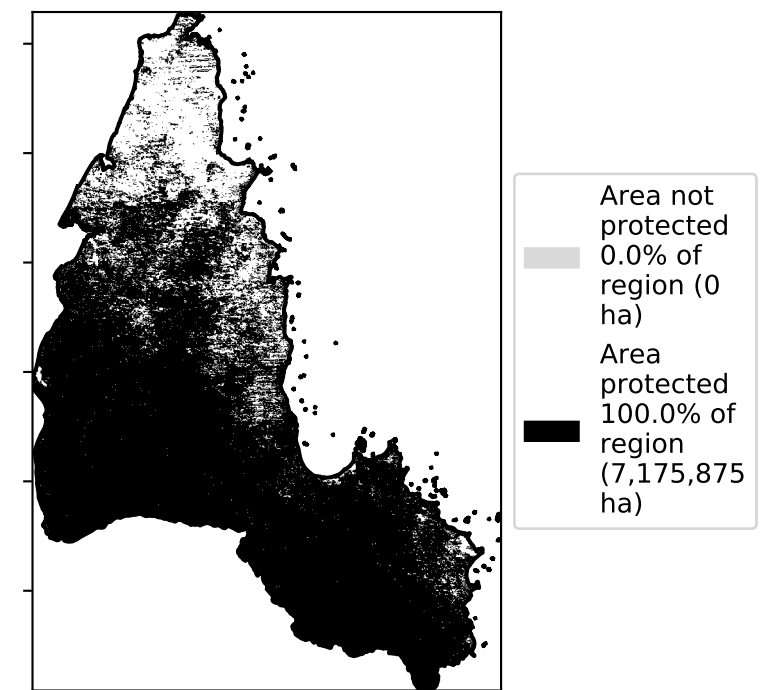 Area not
protected
0.0% of
region (0
ha)
Area
protected
100.0% of
region
(7,175,875
ha)